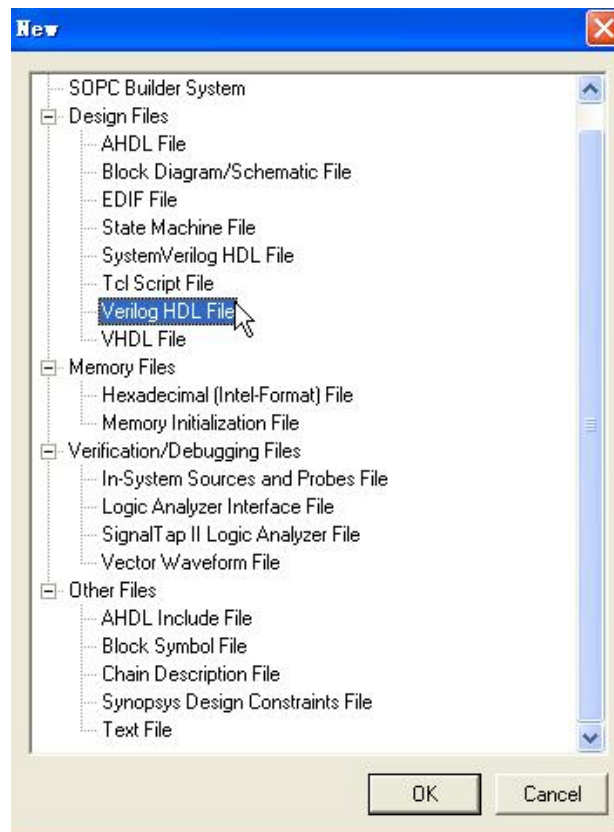 New
SOPC Builder System
Design Files
AHDL File
Block Diagram/Schematic File
EDIF File
State Machine File
SystemVerilog HDL File
Tcl Script File
Verilog HDL File
VHDL File
Memory Files
Hexadecimal (Intel-Format) File
Memory Initialization File
Verification/Debugging Files
In-System Sources and Probes File
Logic Analyzer Interface File
SignalTap II Logic Analyzer File
Vector Waveform File
Other Files
AHDL Include File
Block Symbol File
Chain Description File
Synopsys Design Constraints File
Text File
OK Cancel